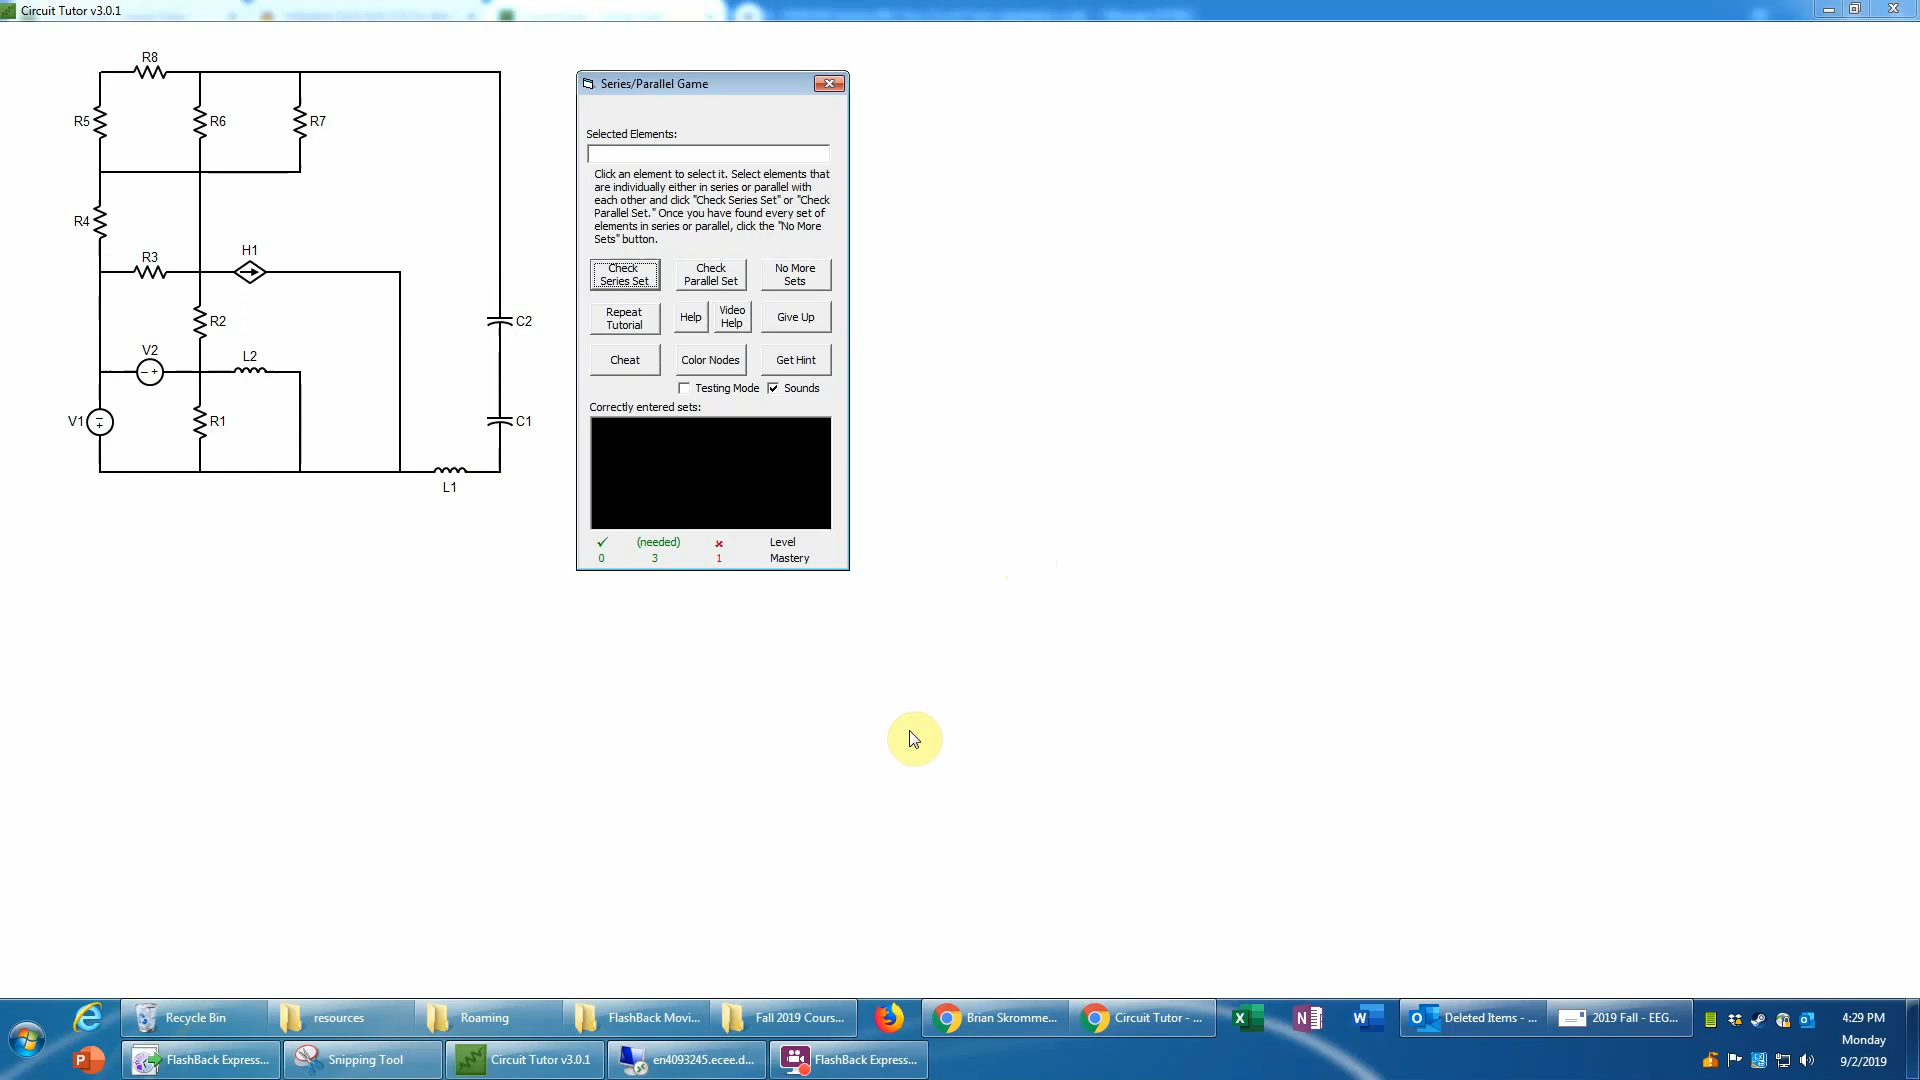 Circuit Tutor v3.0.1
R8
R5
R6
R7
R4
R3
H1
R2
C2
V2
L2
V1
R1
C1
L1
Series/Parallel Game
Selected Elements:
Click an element to select it. Select elements that
are individually either in series or parallel with
each other and click "Check Series Set" or "Check
Parallel Set." Once you have found every set of
elements in series or parallel, click the "No More
Sets" button.
Check
Series Set
Check
Parallel Set
No More
Sets
Repeat
Tutorial
Help
Video
Help
Give Up
Cheat
Color Nodes
Get Hint
Testing Mode
Sounds
Correctly entered sets:
(needed)
Level
0
3
1
Mastery
Recycle Bin
resources
Roaming
FlashBack Movi...
Fall 2019 Cours...
Brian Skromme...
Circuit Tutor - ...
Deleted Items - ...
2019 Fall - EEG...
4:29 PM
Monday
9/2/2019
FlashBack Express...
Snipping Tool
Circuit Tutor v3.0.1
en4093245.ecee.d...
FlashBack Express...